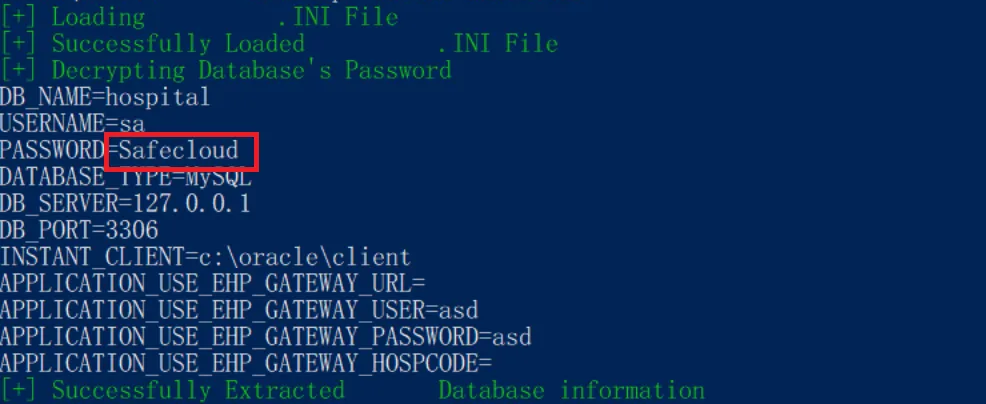 [+] Loading .INI File
[+] Successfully Loaded .INI File
[+] Decrypting Database's Password
DB_NAME=hospital
USERNAME=sa
PASSWORD=Safecloud
DATABASE_TYPE=MySQL
DB_SERVER=127.0.0.1
DB_PORT=3306
INSTANT_CLIENT=c:\oracle\client
APPLICATION_USE_EHP_GATEWAY_URL=
APPLICATION_USE_EHP_GATEWAY_USER=asd
APPLICATION_USE_EHP_GATEWAY_PASSWORD=asd
APPLICATION_USE_EHP_GATEWAY_HOSPCODE=
[+] Successfully Extracted Database information